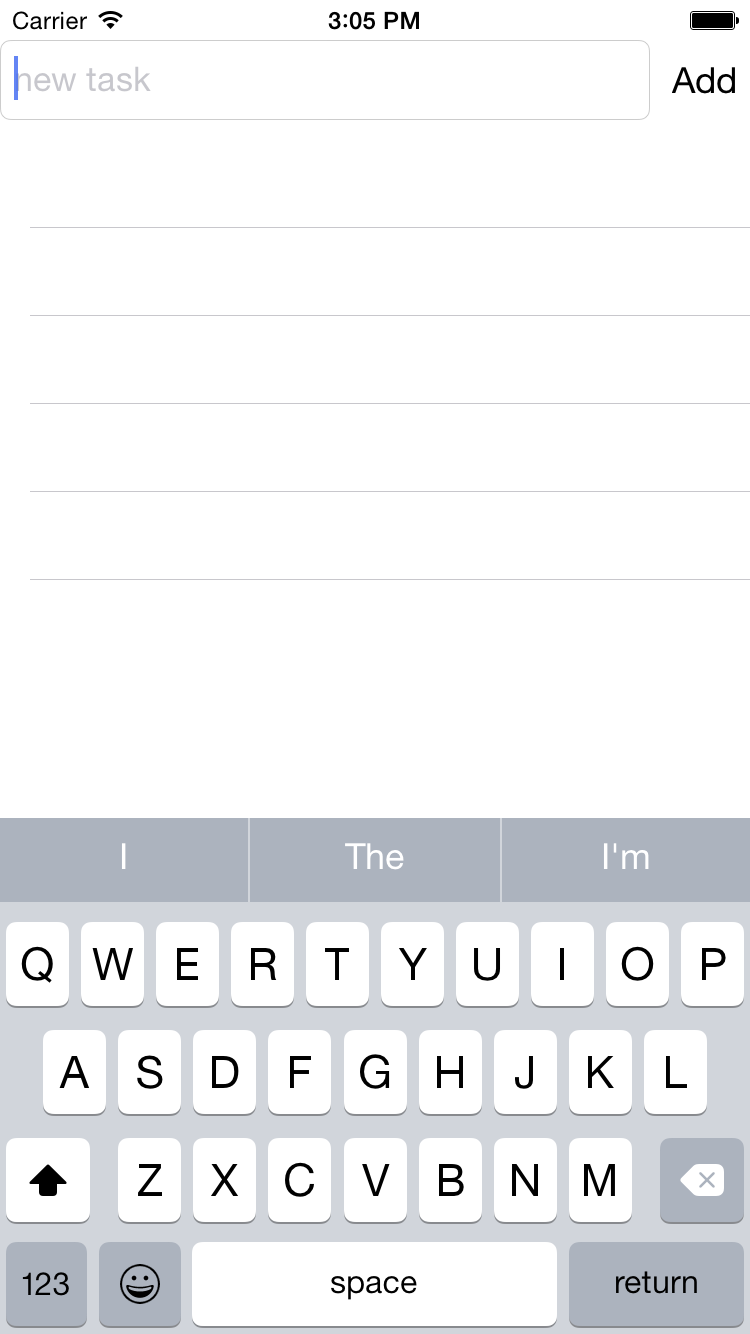 Carrier 3:05 PM
new task Add
I The I'm
Q W E R T Y U I O P
A S D F G H J K L
Z X C V B N M
123 space return